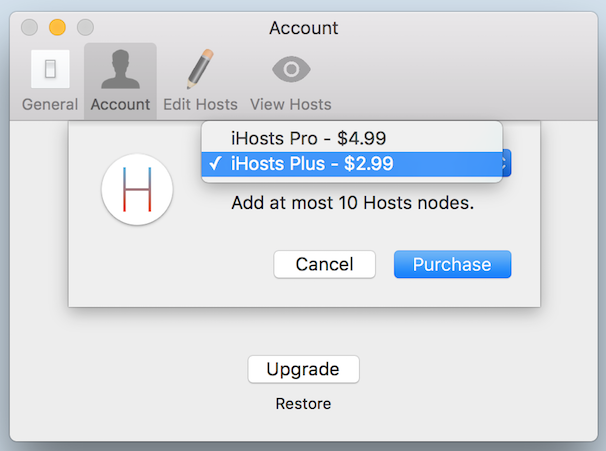 Account
General Account Edit Hosts View Hosts
iHosts Pro - $4.99
✓ iHosts Plus - $2.99
H
Add at most 10 Hosts nodes.
Cancel Purchase
Upgrade
Restore